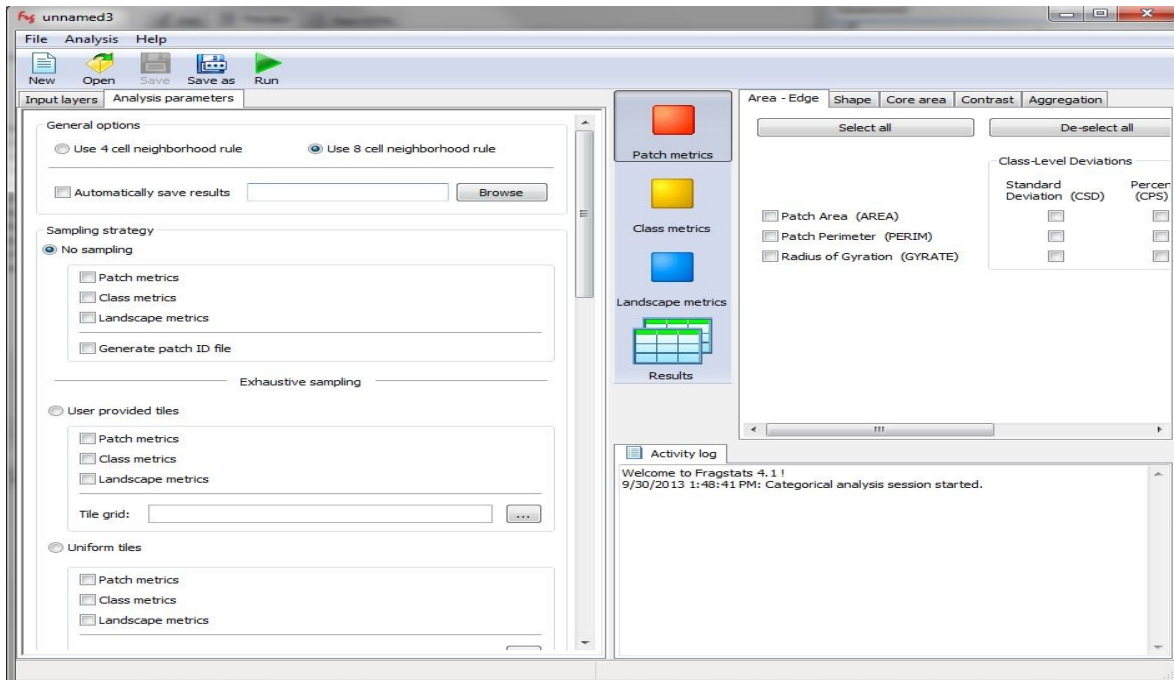 unnamed3
File Analysis Help
New Open Save Save as Run
Input layers Analysis parameters
General options
Use 4 cell neighborhood rule Use 8 cell neighborhood rule
Automatically save results Browse
Sampling strategy
No sampling
Patch metrics
Class metrics
Landscape metrics
Generate patch ID file
Exhaustive sampling
User provided tiles
Patch metrics
Class metrics
Landscape metrics
Tile grid: ...
Uniform tiles
Patch metrics
Class metrics
Landscape metrics
Patch metrics
Class metrics
Landscape metrics
Results
Area - Edge Shape Core area Contrast Aggregation
Select all De-select all
Class-Level Deviations
Standard Percen
Deviation (CSD) (CPS)
Patch Area (AREA)
Patch Perimeter (PERIM)
Radius of Gyration (GYRATE)
Activity log
Welcome to Fragstats 4.1 !
9/30/2013 1:48:41 PM: Categorical analysis session started.